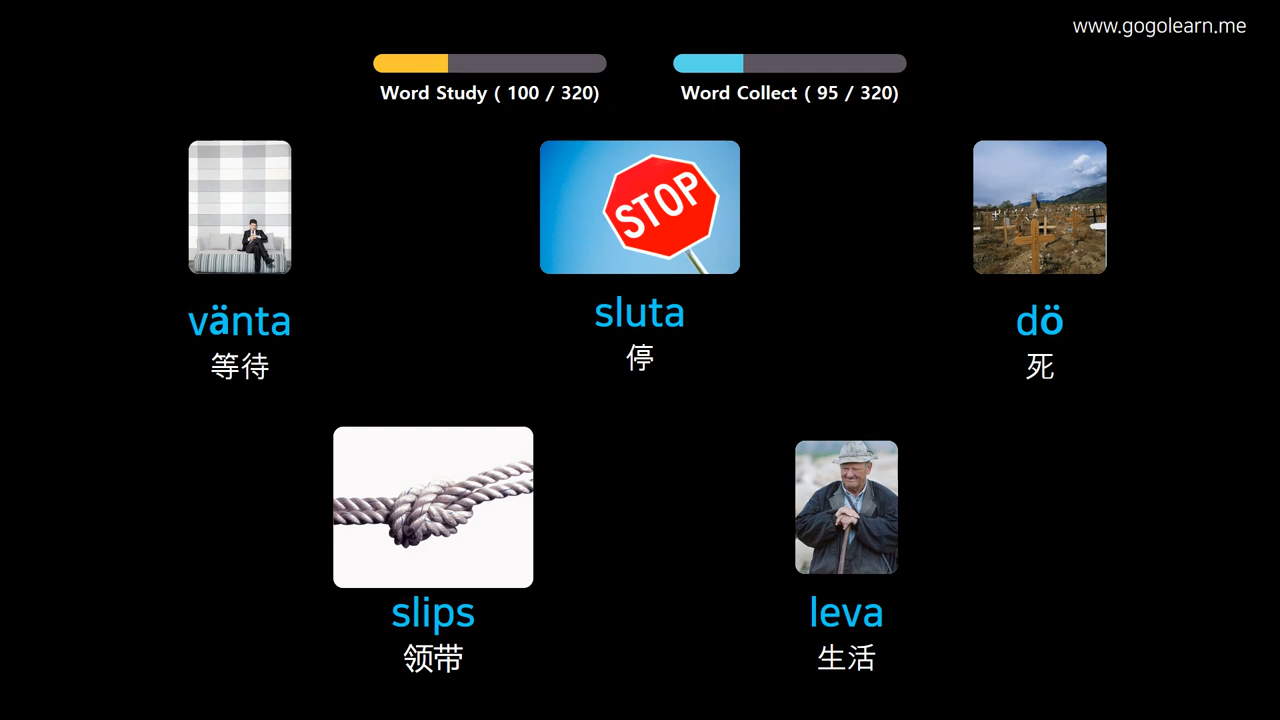 www.gogolearn.me
Word Study ( 100 / 320)
Word Collect ( 95 / 320)
STOP
vänta
等待
sluta
停
dö
死
slips
领带
leva
生活